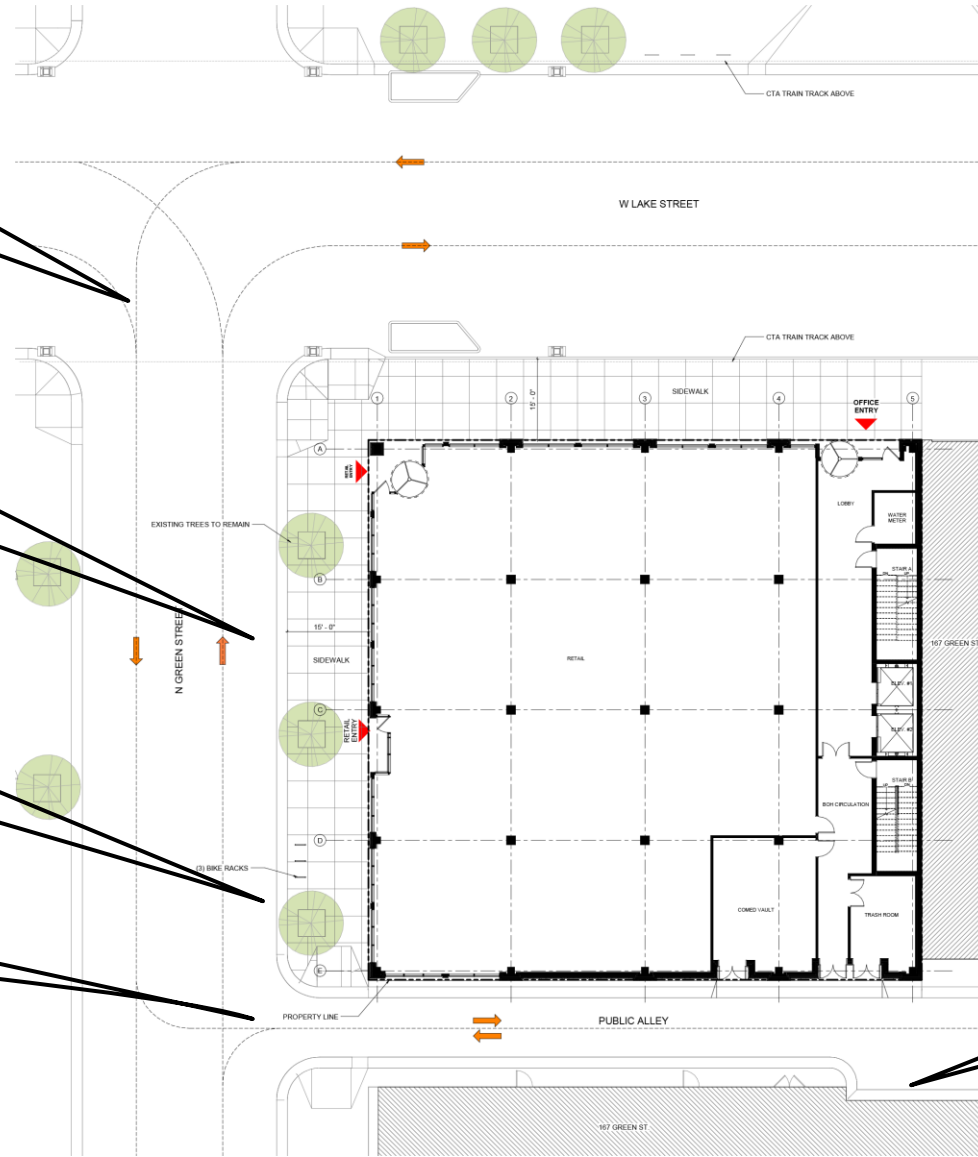 CTA TRAIN TRACK ABOVE
W LAKE STREET
CTA TRAIN TRACK ABOVE
SIDEWALK
15' - 0"
1
2
3
4
5
OFFICE
ENTRY
A
RETAIL
ENTRY
LOBBY
WATER
METER
EXISTING TREES TO REMAIN
STAIR A
B
15' - 0"
N GREEN STREET
SIDEWALK
RETAIL
167 GREEN ST
ELEV. #1
C
RETAIL
ENTRY
ELEV. #2
STAIR B
UP
BOH CIRCULATION
D
(3) BIKE RACKS
COMED VAULT
TRASH ROOM
E
PROPERTY LINE
PUBLIC ALLEY
167 GREEN ST